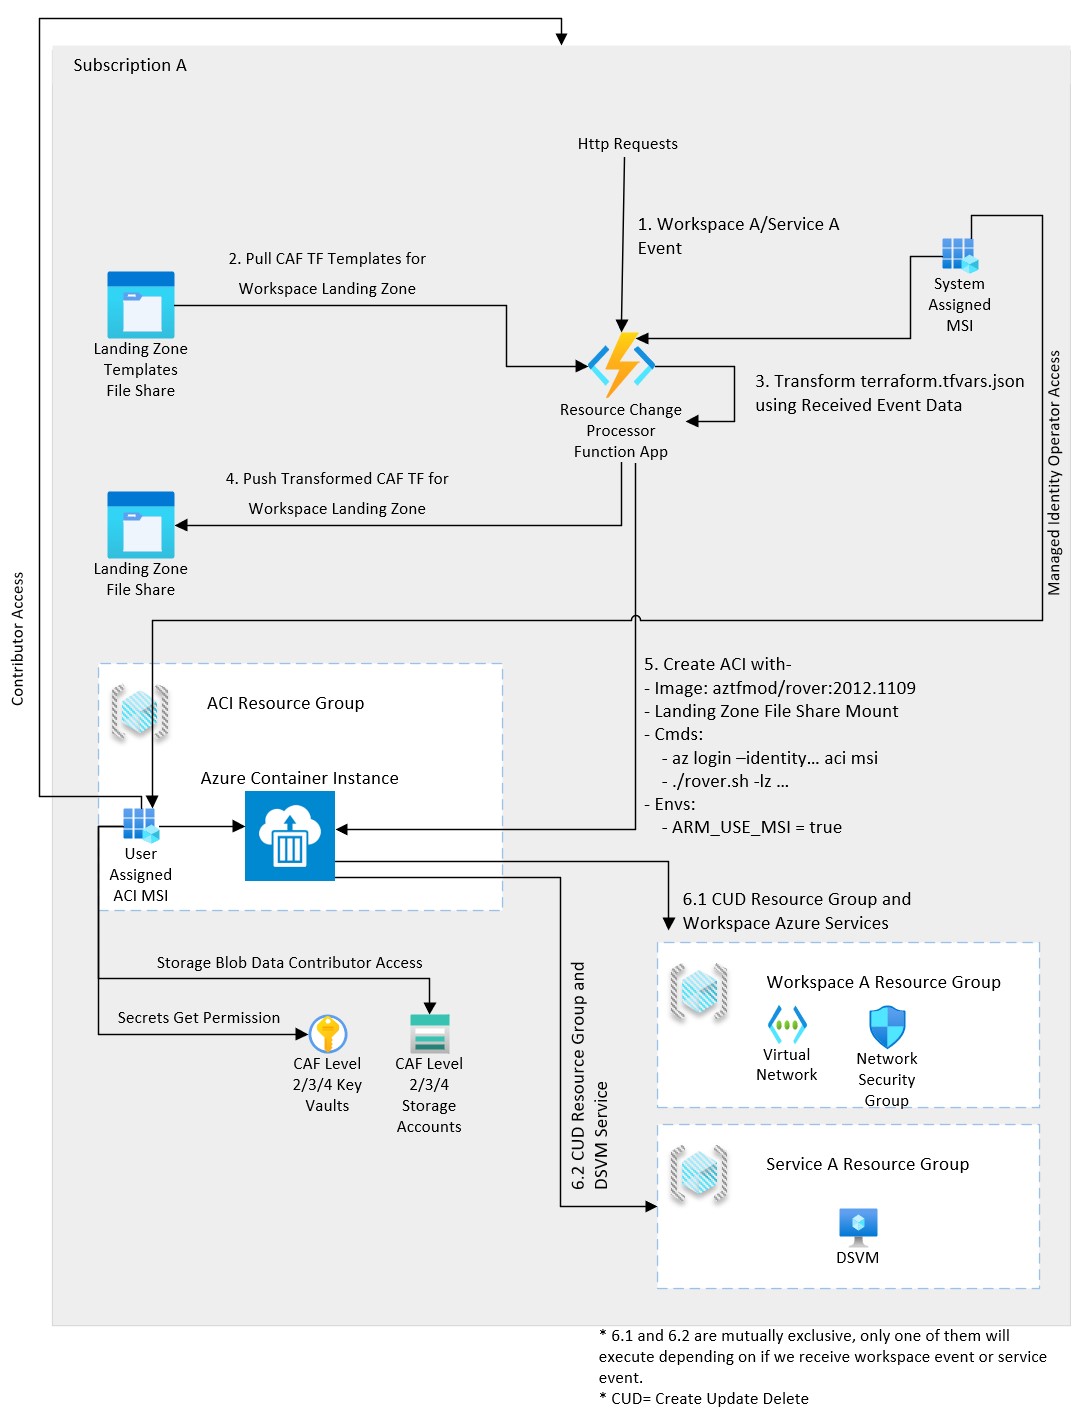 Subscription A
Http Requests
1. Workspace A/Service A
Event
2. Pull CAF TF Templates for
Workspace Landing Zone
System
Assigned
MSI
Landing Zone
Templates
File Share
3. Transform terraform.tfvars.json
using Received Event Data
Resource Change
Processor
Function App
Managed Identity Operator Access
4. Push Transformed CAF TF for
Workspace Landing Zone
Landing Zone
File Share
Contributor Access
5. Create ACI with-
- Image: aztfmod/rover:2012.1109
- Landing Zone File Share Mount
- Cmds:
- az login –identity… aci msi
- ./rover.sh -lz …
- Envs:
- ARM_USE_MSI = true
ACI Resource Group
Azure Container Instance
User
Assigned
ACI MSI
6.1 CUD Resource Group and
Workspace Azure Services
Storage Blob Data Contributor Access
Secrets Get Permission
CAF Level
2/3/4 Key
Vaults
CAF Level
2/3/4
Storage
Accounts
6.2 CUD Resource Group and
DSVM Service
Workspace A Resource Group
Virtual
Network
Network
Security
Group
Service A Resource Group
DSVM
* 6.1 and 6.2 are mutually exclusive, only one of them will
execute depending on if we receive workspace event or service
event.
* CUD= Create Update Delete